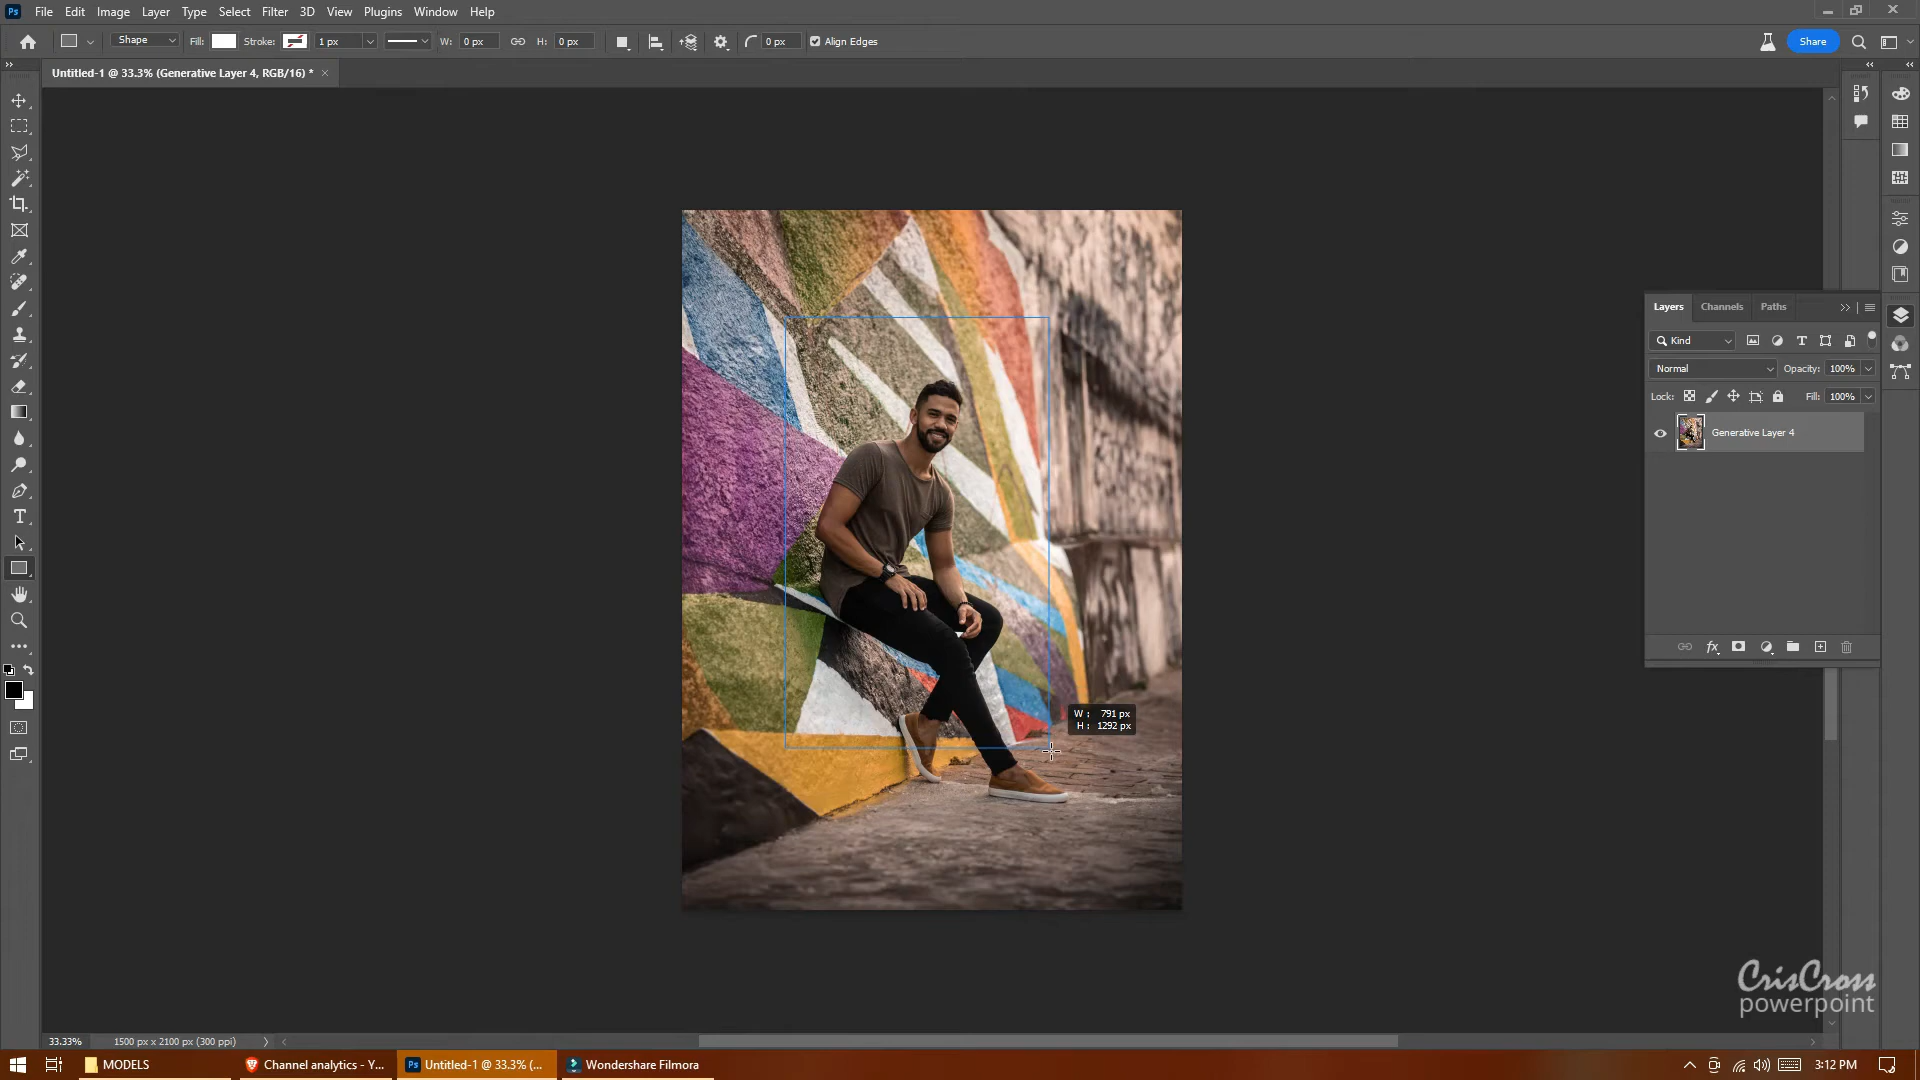 Ps File Edit Image Layer Type Select Filter 3D View Plugins Window Help
Shape Fill: Stroke: 1 px W: 0 px H: 0 px 0 px Align Edges Share
Untitled-1 @ 33.3% (Generative Layer 4, RGB/16) *
Layers Channels Paths
Kind
Normal Opacity: 100%
Lock: Fill: 100%
Generative Layer 4
W : 791 px
H : 1292 px
CrisCross
powerpoint
33.33% 1500 px x 2100 px (300 ppi)
MODELS Channel analytics - Y... Ps Untitled-1 @ 33.3% (... Wondershare Filmora 3:12 PM